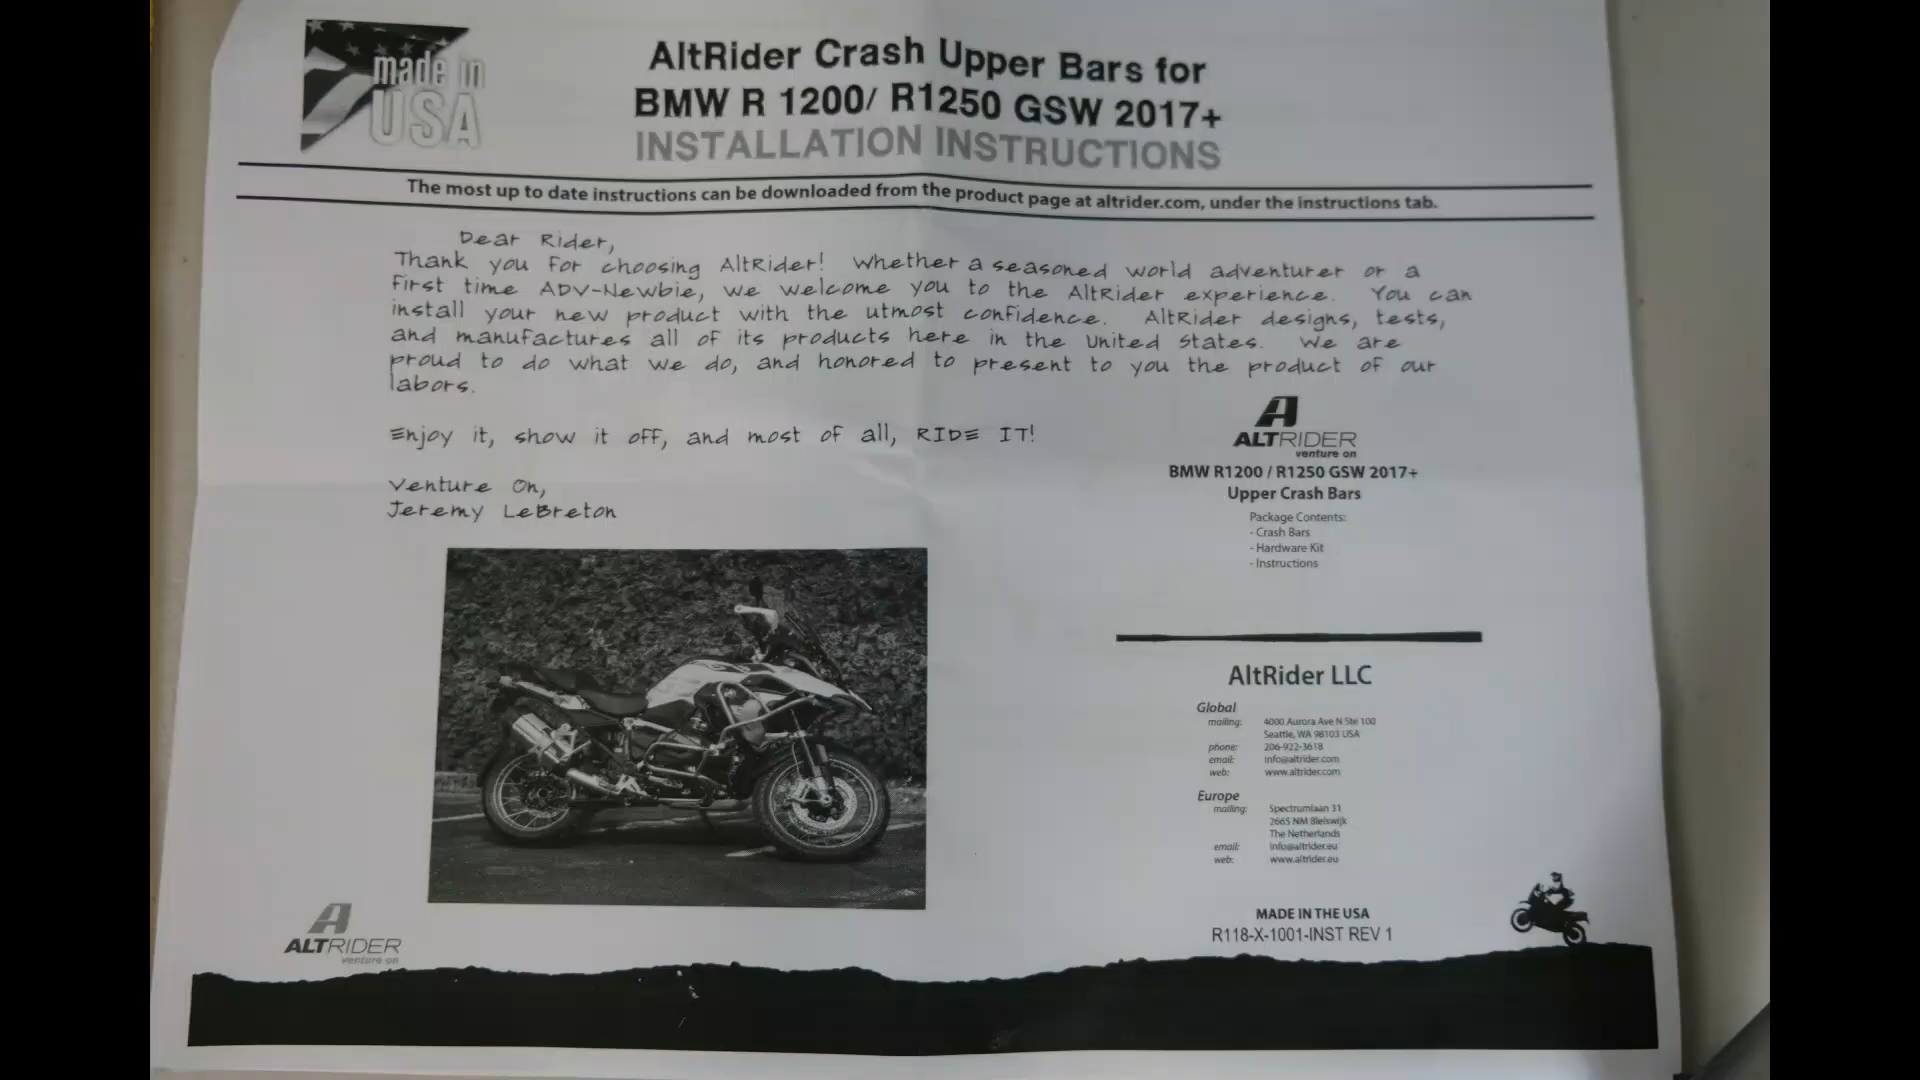 made in
USA
AltRider Crash Upper Bars for
BMW R 1200/ R1250 GSW 2017+
INSTALLATION INSTRUCTIONS
The most up to date instructions can be downloaded from the product page at altrider.com, under the instructions tab.
Dear Rider,
Thank you for choosing AltRider! Whether a seasoned world adventurer or a
first time ADV-Newbie, we welcome you to the AltRider experience. You can
install your new product with the utmost confidence. AltRider designs, tests,
and manufactures all of its products here in the United States. We are
proud to do what we do, and honored to present to you the product of our
labors.
Enjoy it, show it off, and most of all, RIDE IT!
Venture On,
Jeremy LeBreton
ALTRIDER
venture on
BMW R1200 / R1250 GSW 2017+
Upper Crash Bars
Package Contents:
- Crash Bars
- Hardware Kit
- Instructions
AltRider LLC
Global
mailing: 4000 Aurora Ave N Ste 100
Seattle, WA 98103 USA
phone: 206-922-3618
email: info@altrider.com
web: www.altrider.com
Europe
mailing: Spectrumlaan 31
2665 NM Bleiswijk
The Netherlands
email: info@altrider.eu
web: www.altrider.eu
MADE IN THE USA
R118-X-1001-INST REV 1
ALTRIDER
venture on